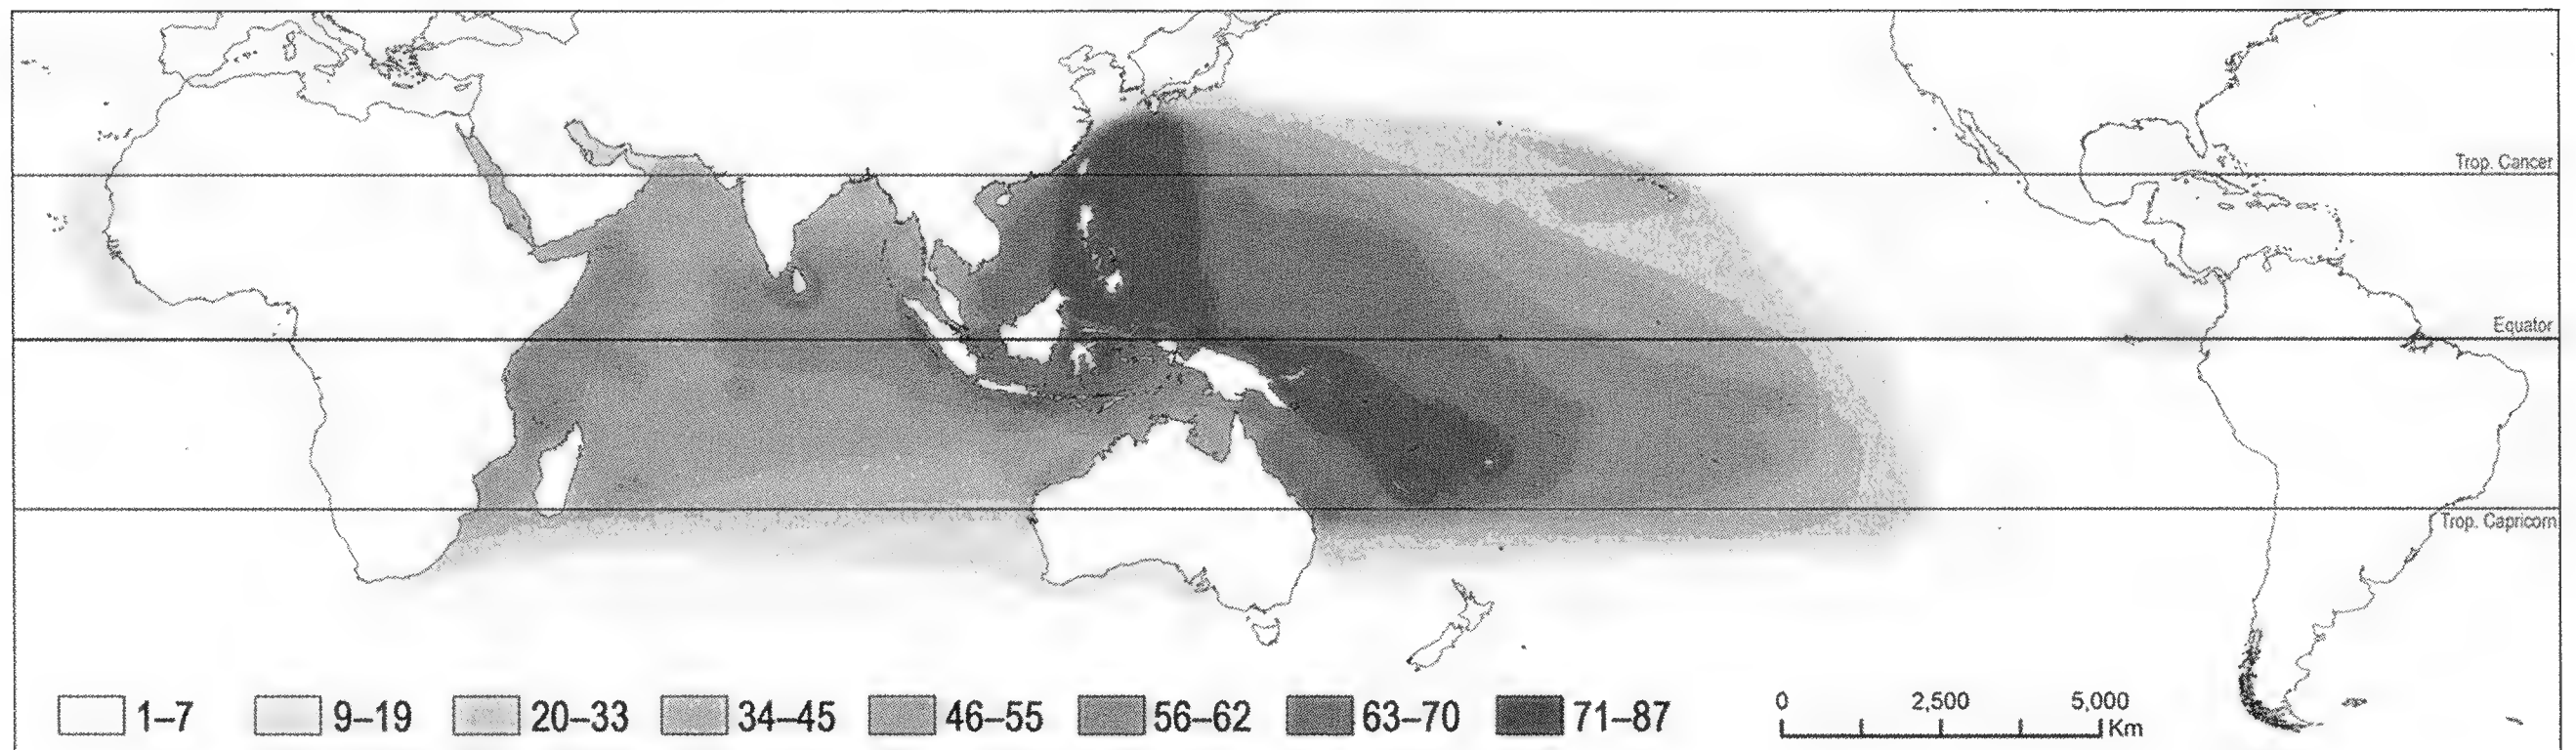 Trop. Cancer
Equator
Trop. Capricorn
1–7 9–19 20–33 34–45 46–55 56–62 63–70 71–87
0 2,500 5,000
Km